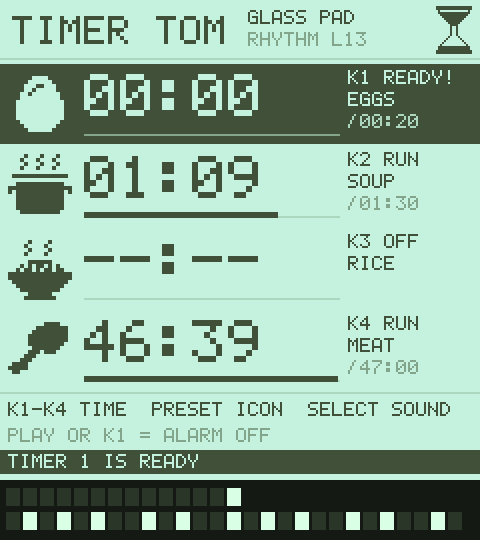 TIMER TOM
GLASS PAD
RHYTHM L13
00:00
K1 READY!
EGGS
/00:20
01:09
K2 RUN
SOUP
/01:30
--:--
K3 OFF
RICE
46:39
K4 RUN
MEAT
/47:00
K1-K4 TIME  PRESET ICON  SELECT SOUND
PLAY OR K1 = ALARM OFF
TIMER 1 IS READY